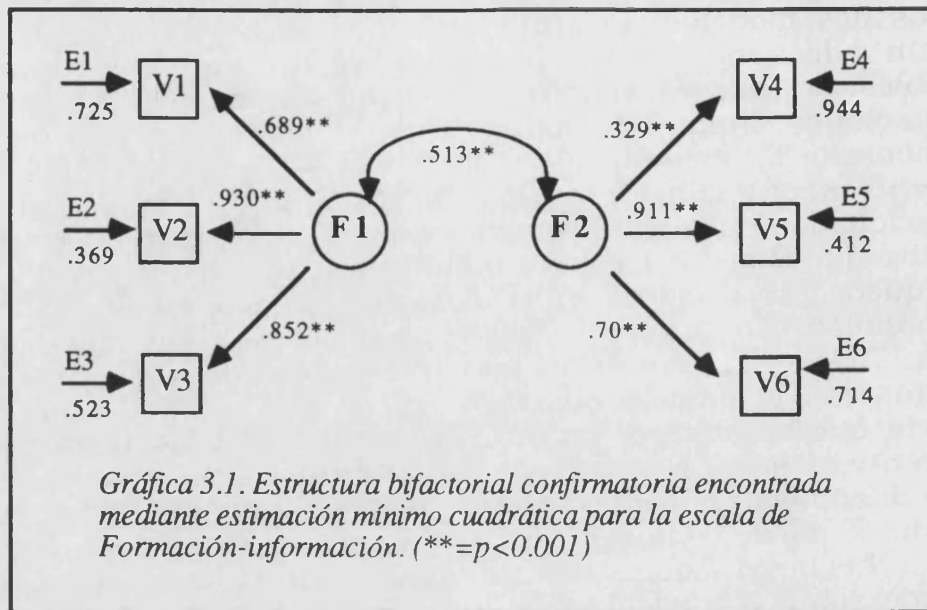 E1
.725
V1
E2
.369
V2
E3
.523
V3
.689**
.930**
.852**
F1
.513**
F2
.329**
.911**
.70**
V4
E4
.944
V5
E5
.412
V6
E6
.714
Gráfica 3.1. Estructura bifactorial confirmatoria encontrada
mediante estimación mínimo cuadrática para la escala de
Formación-información. (**=p<0.001)